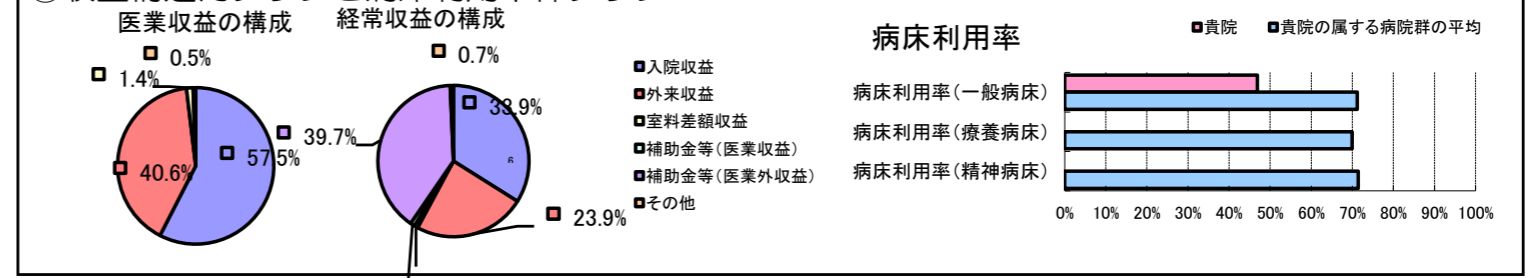 医業収益の構成
経常収益の構成
0.5%
1.4%
40.6%
57.5%
0.7%
33.9%
39.7%
23.9%
入院収益
外来収益
室料差額収益
補助金等(医業収益)
補助金等(医業外収益)
その他
病床利用率
貴院 貴院の属する病院群の平均
病床利用率(一般病床)
病床利用率(療養病床)
病床利用率(精神病床)
0% 10% 20% 30% 40% 50% 60% 70% 80% 90% 100%